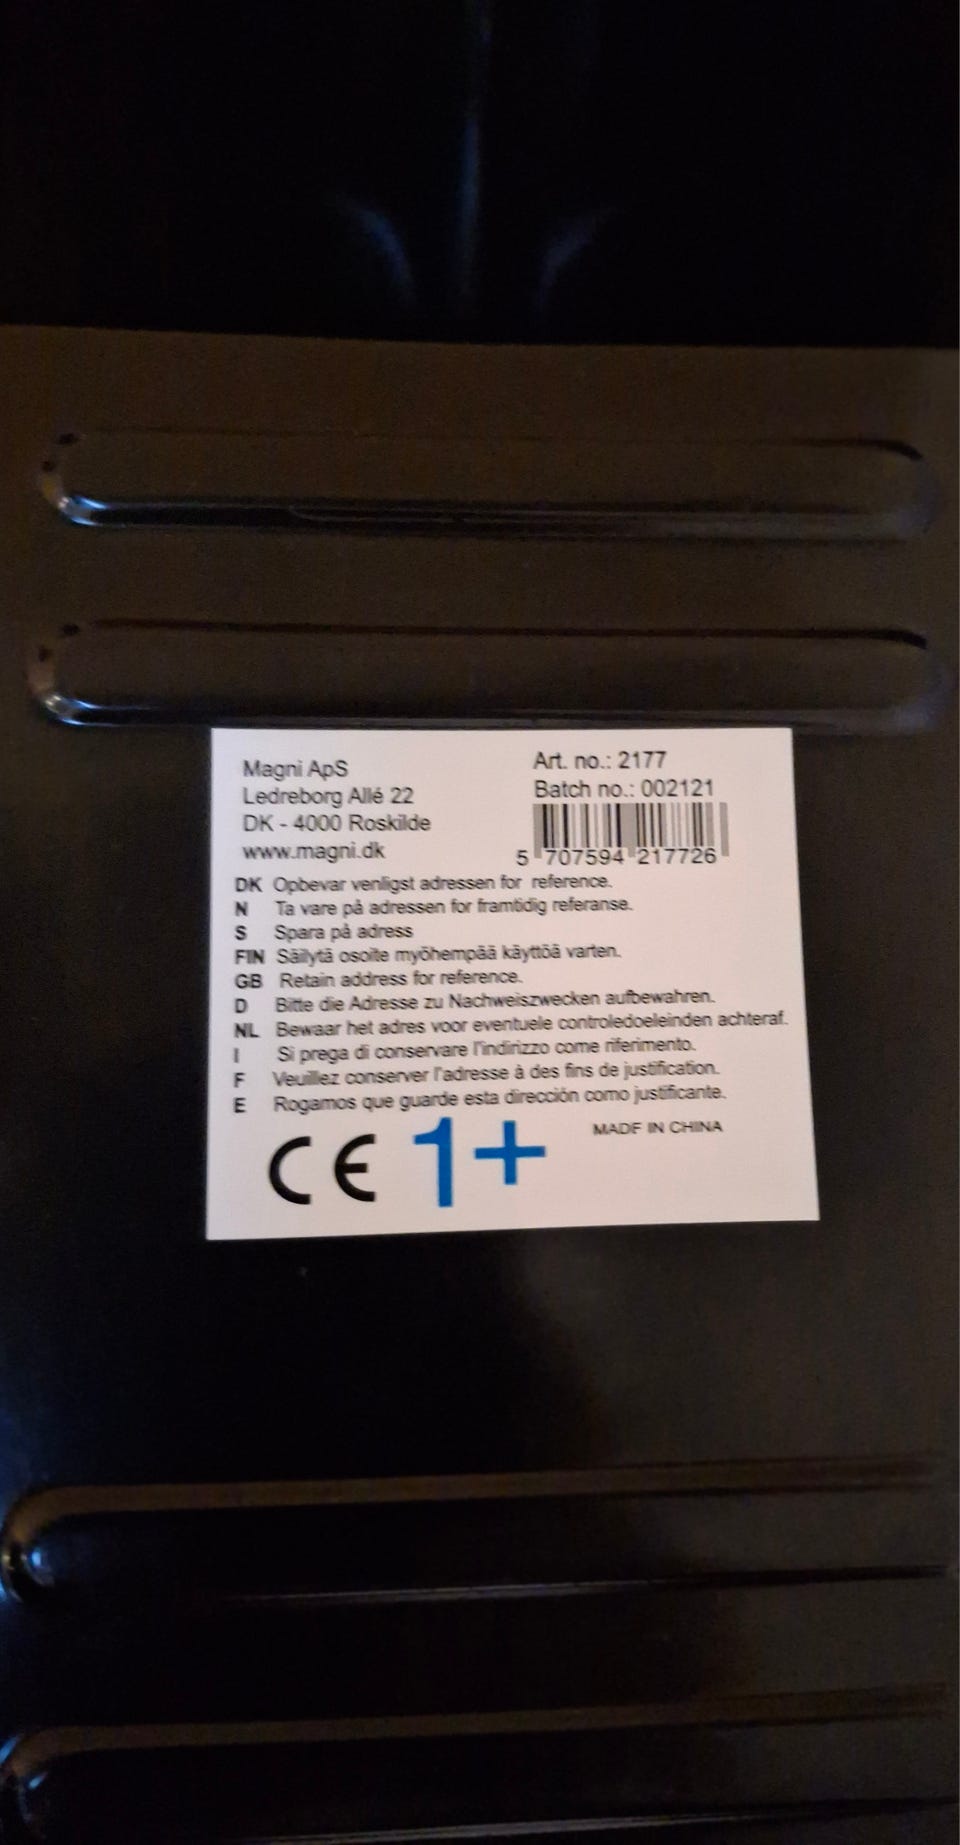 Magni ApS
Ledreborg Allé 22
DK - 4000 Roskilde
www.magni.dk
Art. no.: 2177
Batch no.: 002121
5 707594 217726
DK Opbevar venligst adressen for reference.
N Ta vare på adressen for framtidig referanse.
S Spara på adress
FIN Säilytä osoite myöhempää käyttöä varten.
GB Retain address for reference.
D Bitte die Adresse zu Nachweiszwecken aufbewahren.
NL Bewaar het adres voor eventuele controledoeleinden achteraf.
I Si prega di conservare l'indirizzo come riferimento.
F Veuillez conserver l'adresse à des fins de justification.
E Rogamos que guarde esta dirección como justificante.
CE 1+
MADE IN CHINA